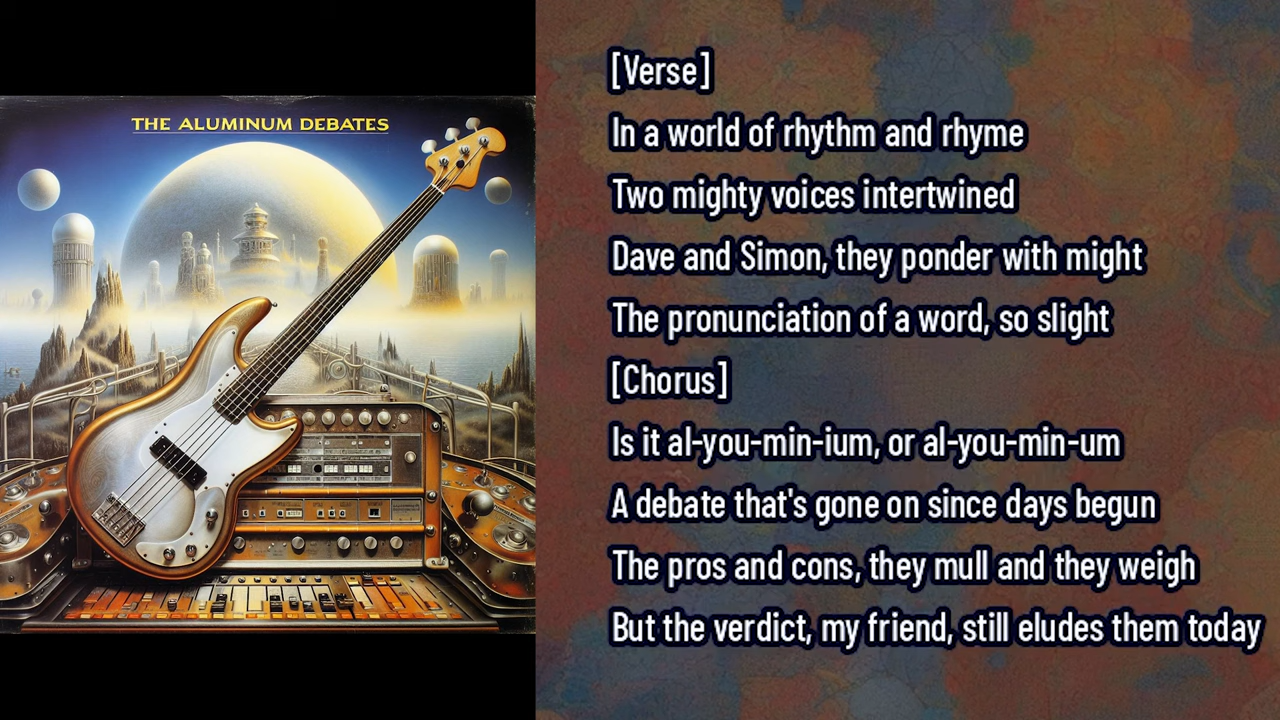 THE ALUMINUM DEBATES
[Verse]
In a world of rhythm and rhyme
Two mighty voices intertwined
Dave and Simon, they ponder with might
The pronunciation of a word, so slight
[Chorus]
Is it al-you-min-ium, or al-you-min-um
A debate that's gone on since days begun
The pros and cons, they mull and they weigh
But the verdict, my friend, still eludes them today